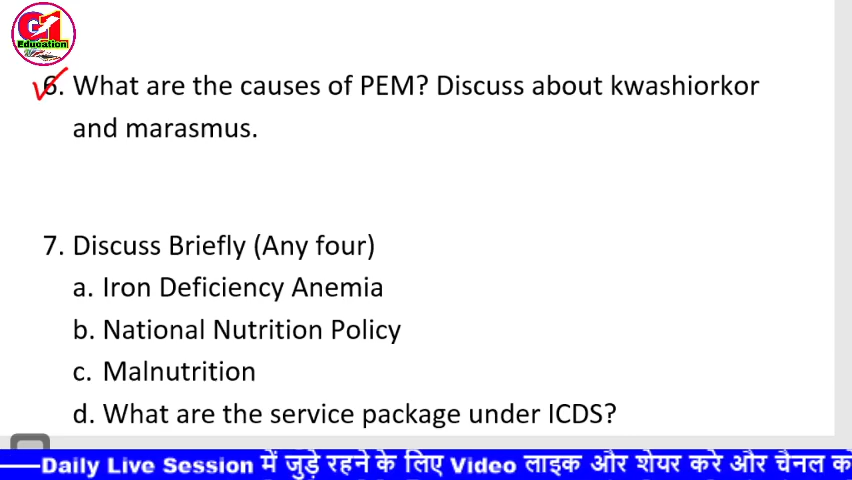 GI
Education
6. What are the causes of PEM? Discuss about kwashiorkor
and marasmus.
7. Discuss Briefly (Any four)
a. Iron Deficiency Anemia
b. National Nutrition Policy
c. Malnutrition
d. What are the service package under ICDS?
Daily Live Session में जुड़े रहने के लिए Video लाइक और शेयर करे और चैनल को